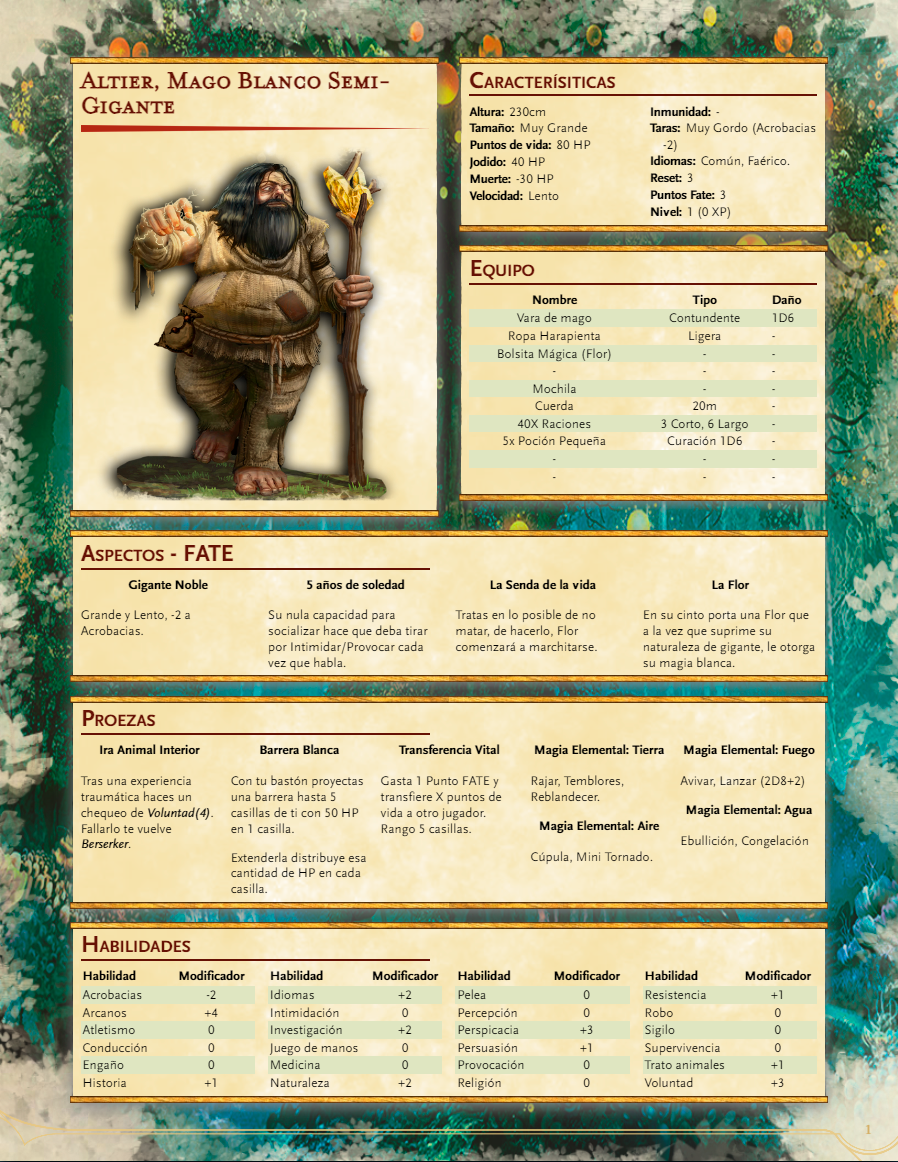 Altier, Mago Blanco Semi-
Gigante
Caracterísiticas
Altura: 230cm
Tamaño: Muy Grande
Puntos de vida: 80 HP
Jodido: 40 HP
Muerte: -30 HP
Velocidad: Lento
Inmunidad: -
Taras: Muy Gordo (Acrobacias
-2)
Idiomas: Común, Faérico.
Reset: 3
Puntos Fate: 3
Nivel: 1 (0 XP)
Equipo
Nombre Tipo Daño
Vara de mago Contundente 1D6
Ropa Harapienta Ligera -
Bolsita Mágica (Flor) - -
- - -
Mochila - -
Cuerda 20m -
40X Raciones 3 Corto, 6 Largo -
5x Poción Pequeña Curación 1D6 -
- - -
- - -
Aspectos - FATE
Gigante Noble
Grande y Lento, -2 a
Acrobacias.
5 años de soledad
Su nula capacidad para
socializar hace que deba tirar
por Intimidar/Provocar cada
vez que habla.
La Senda de la vida
Tratas en lo posible de no
matar, de hacerlo, Flor
comenzará a marchitarse.
La Flor
En su cinto porta una Flor que
a la vez que suprime su
naturaleza de gigante, le otorga
su magia blanca.
Proezas
Ira Animal Interior
Tras una experiencia
traumática haces un
chequeo de Voluntad(4).
Fallarlo te vuelve
Berserker.
Barrera Blanca
Con tu bastón proyectas
una barrera hasta 5
casillas de ti con 50 HP
en 1 casilla.
Extenderla distribuye esa
cantidad de HP en cada
casilla.
Transferencia Vital
Gasta 1 Punto FATE y
transfiere X puntos de
vida a otro jugador.
Rango 5 casillas.
Magia Elemental: Tierra
Rajar, Temblores,
Reblandecer.
Magia Elemental: Aire
Cúpula, Mini Tornado.
Magia Elemental: Fuego
Avivar, Lanzar (2D8+2)
Magia Elemental: Agua
Ebullición, Congelación
Habilidades
Habilidad Modificador
Acrobacias -2
Arcanos +4
Atletismo 0
Conducción 0
Engaño 0
Historia +1
Habilidad Modificador
Idiomas +2
Intimidación 0
Investigación +2
Juego de manos 0
Medicina 0
Naturaleza +2
Habilidad Modificador
Pelea 0
Percepción 0
Perspicacia +3
Persuasión +1
Provocación 0
Religión 0
Habilidad Modificador
Resistencia +1
Robo 0
Sigilo 0
Supervivencia 0
Trato animales +1
Voluntad +3
1